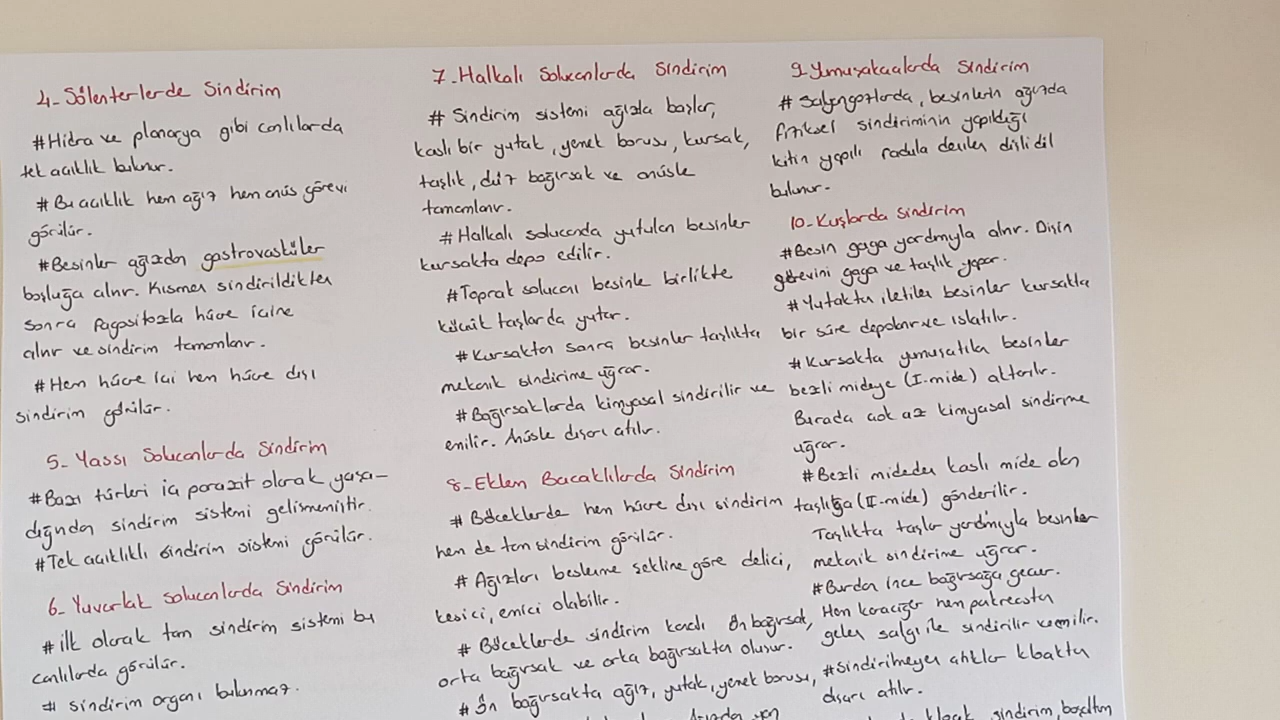 4- Sölenterlerde Sindirim
#Hidra ve planarya gibi canlılarda
tek açıklık bulunur.
# Bu açıklık hem ağız hem anüs görevi
görülür.
#Besinler ağızdan gastrovasküler
boşluğa alınır. Kısmen sindirildikten
sonra fagositozla hücre içine
alınır ve sindirim tamamlanır.
#Hem hücre içi hem hücre dışı
sindirim görülür.
5- Yassı Solucanlarda Sindirim
#Bazı türleri iç parazit olarak yaşa-
dığından sindirim sistemi gelişmemiştir.
#Tek açıklıklı sindirim sistemi görülür.
6- Yuvarlak solucanlarda Sindirim
#ilk olarak tam sindirim sistemi bu
canlılarda görülür.
# sindirim organı bulunmaz.
7-Halkalı Solucanlarda Sindirim
# Sindirim sistemi ağızla başlar,
kaslı bir yutak, yemek borusu, kursak,
taşlık, düz bağırsak ve anüsle
tamamlanır.
#Halkalı solucanda yutulan besinler
kursakta depo edilir.
#Toprak solucanı besinle birlikte
küçük taşlarda yutar.
#Kursaktan sonra besinler taşlıkta
mekanik sindirime uğrar.
#Bağırsaklarda kimyasal sindirilir ve
emilir. Anüsle dışarı atılır.
8-Eklem Bacaklılarda Sindirim
# Böceklerde hem hücre dışı sindirim
hem de tam sindirim görülür.
# Ağızları beslenme şekline göre delici,
kesici, emici olabilir.
# Böceklerde sindirim kanalı ön bağırsak,
orta bağırsak ve arka bağırsaktan oluşur.
#Ön bağırsakta ağız, yutak, yemek borusu,
9-Yumuşakçalarda Sindirim
# Salyangozlarda, besinlerin ağızda
fiziksel sindiriminin yapıldığı
kitin yapılı radula denilen dişli dil
bulunur-
10-Kuşlarda Sindirim
#Besin gaga yardımıyla alınır. Dişin
görevini gaga ve taşlık yapar.
#Yutaktan iletilen besinler kursakta
bir süre depolanır ve ıslatılır.
# Kursakta yumuşatılan besinler
bezli mideye (I-mide) aktarılır.
Burada çok az kimyasal sindirime
uğrar.
#Bezli mideden kaslı mide olan
taşlığa (II-mide) gönderilir.
Taşlıkta taşlar yardımıyla besinler
mekanik sindirime uğrar.
#Burdan ince bağırsağa geçer.
Hem karaciğer hem pankreastan
gelen salgı ile sindirilir ve emilir.
#Sindirilmeyen atıklar kloaktan
dışarı atılır.
kloak, sindirim, boşaltım